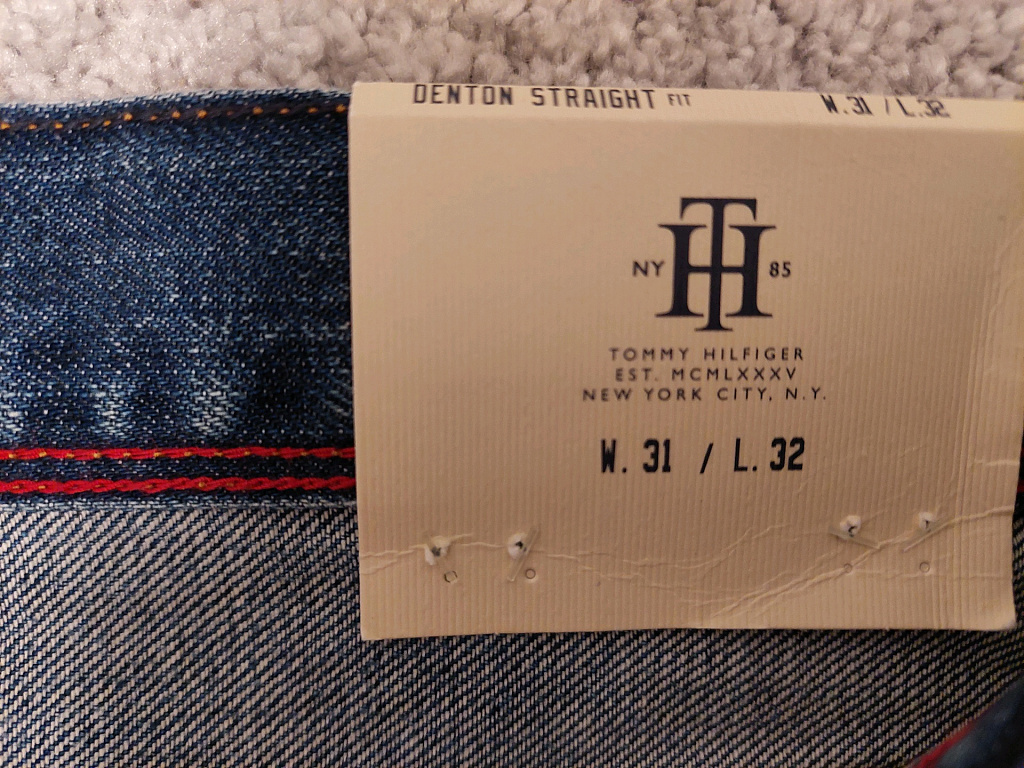 DENTON STRAIGHT FIT W.31 / L.32
NY TH 85
TOMMY HILFIGER
EST. MCMLXXXV
NEW YORK CITY, N.Y.
W. 31 / L. 32